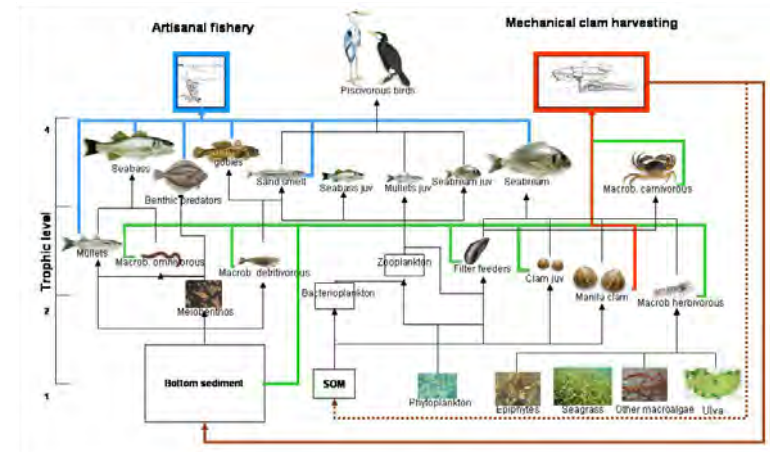 Artisanal fishery
Mechanical clam harvesting
Piscivorous birds
4
Seabass
gobies
Benthic predators
Sand smelt
Seabass juv
Mullets juv
Seabream juv
Seabream
Macrob. carnivorous
Trophic level
3
Mullets
Macrob. omnivorous
Macrob. detritivorous
Zooplankton
Filter feeders
Clam juv
Manila clam
Macrob herbivorous
Bacterioplankton
2
Meiobenthos
Bottom sediment
SOM
1
Phytoplankton
Epiphytes
Seagrass
Other macroalgae
Ulva